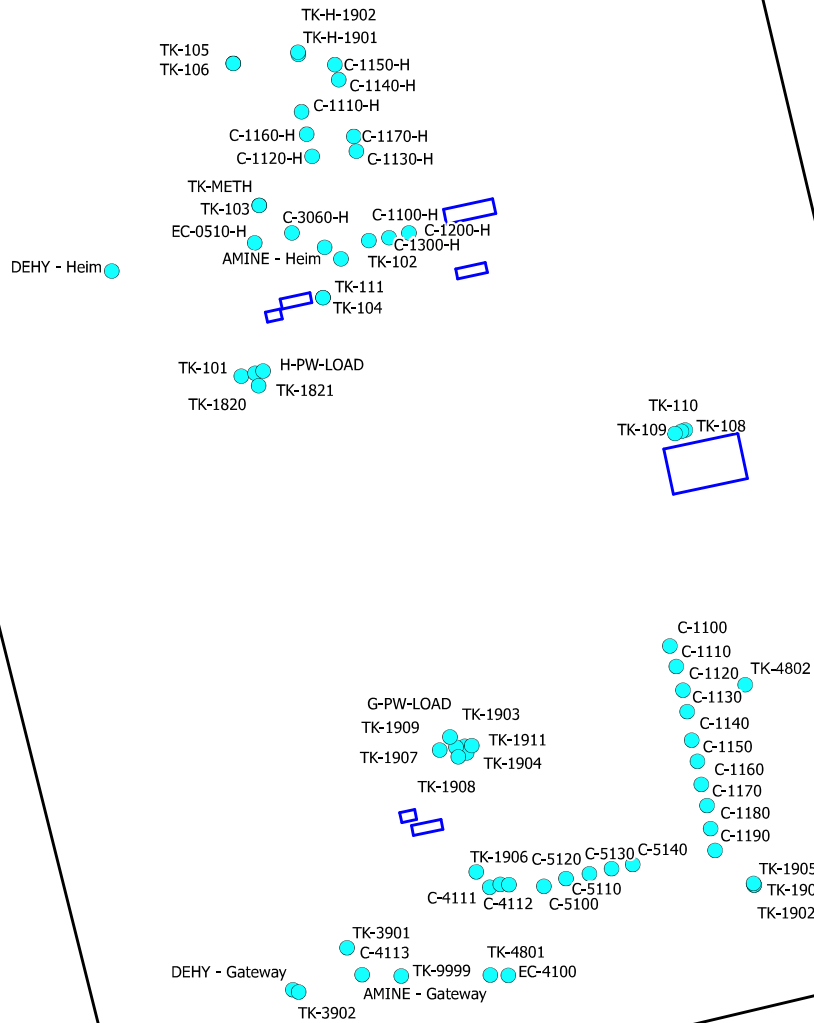 TK-H-1902
TK-H-1901
TK-105
TK-106
C-1150-H
C-1140-H
C-1110-H
C-1160-H
C-1170-H
C-1120-H
C-1130-H
TK-METH
TK-103
C-3060-H
C-1100-H
EC-0510-H
C-1200-H
C-1300-H
AMINE - Heim
TK-102
DEHY - Heim
TK-111
TK-104
TK-101
H-PW-LOAD
TK-1821
TK-1820
TK-110
TK-109
TK-108
C-1100
C-1110
C-1120
TK-4802
C-1130
C-1140
C-1150
C-1160
C-1170
C-1180
C-1190
G-PW-LOAD
TK-1903
TK-1909
TK-1911
TK-1907
TK-1904
TK-1908
TK-1906
C-5120
C-5130
C-5140
C-4111
C-4112
C-5110
C-5100
TK-1905
TK-190
TK-1902
TK-3901
C-4113
TK-4801
DEHY - Gateway
TK-9999
EC-4100
AMINE - Gateway
TK-3902